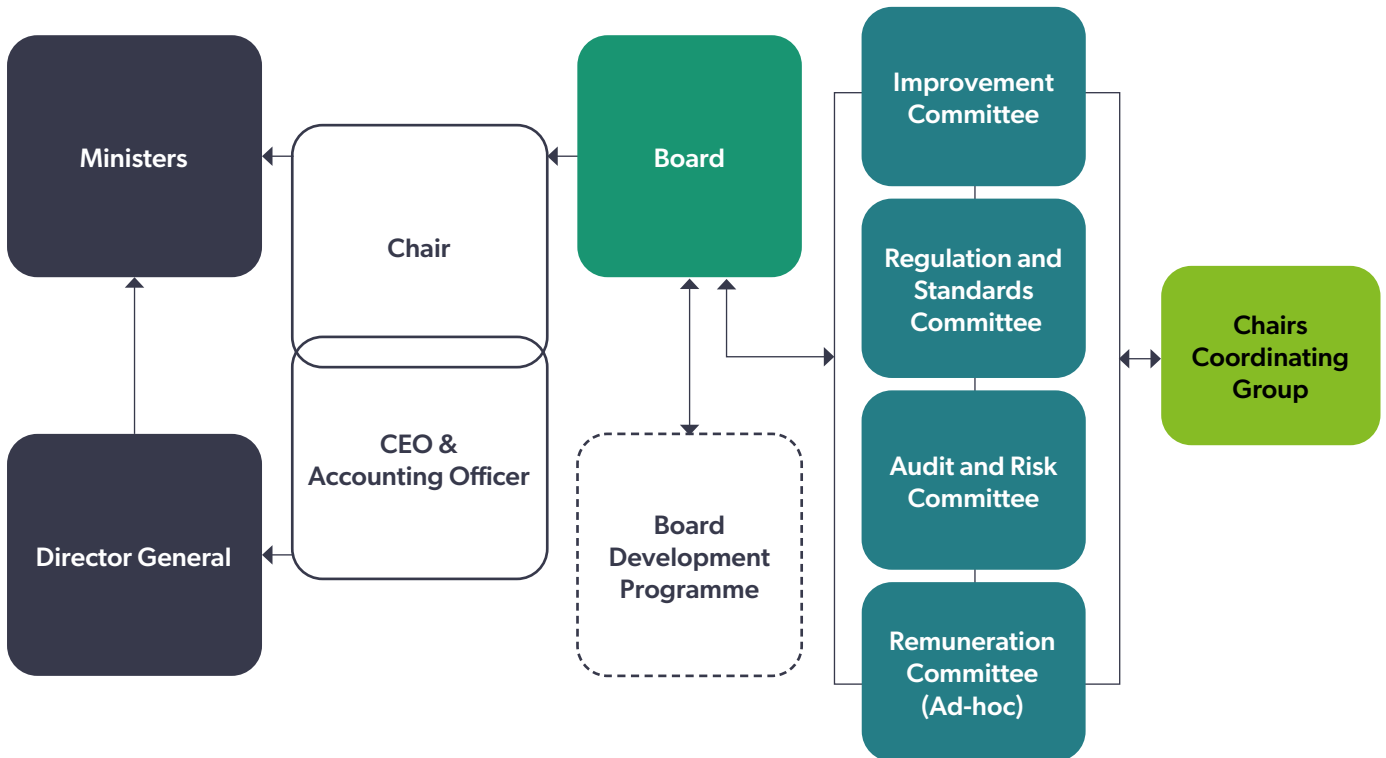 Ministers
Chair
Board
CEO &
Accounting Officer
Director General
Board
Development
Programme
Improvement
Committee
Regulation and
Standards
Committee
Audit and Risk
Committee
Remuneration
Committee
(Ad-hoc)
Chairs
Coordinating
Group